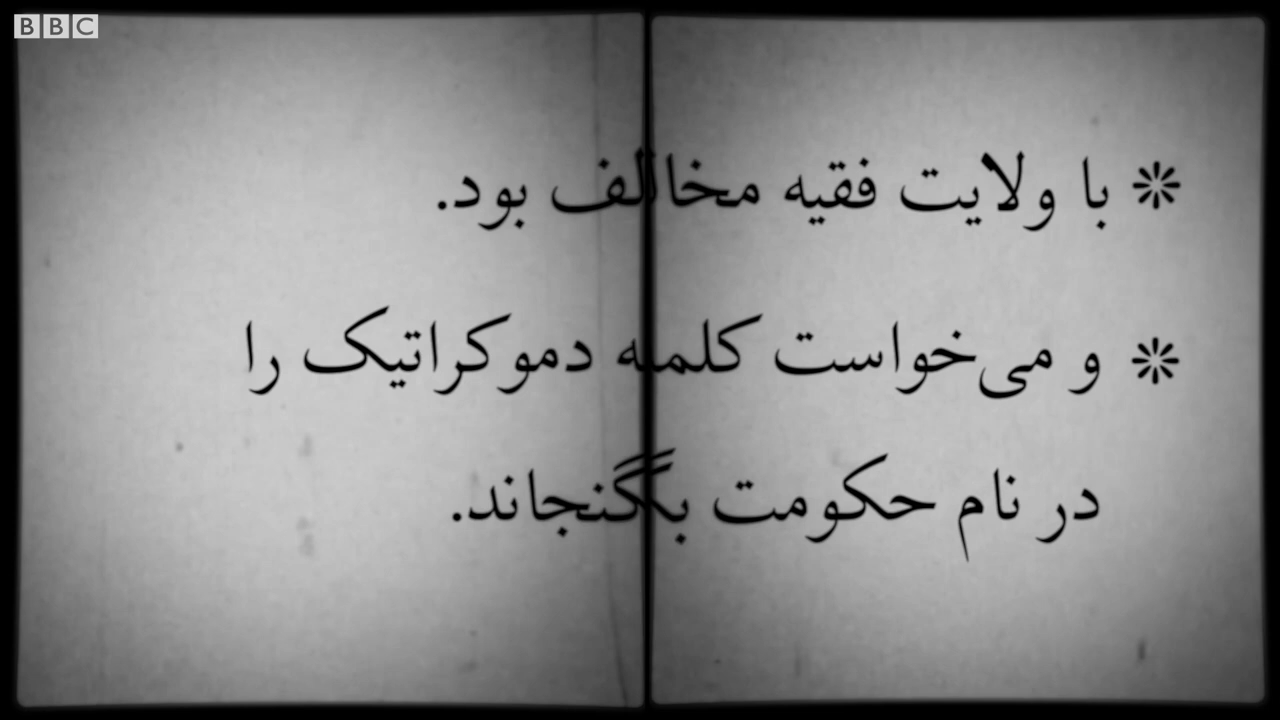 BBC
❊ با ولایت فقیه مخالف بود.
❊ و می‌خواست کلمه دموکراتیک را
در نام حکومت بگنجاند.